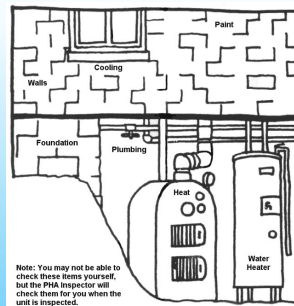 Paint
Cooling
Walls
Foundation
Plumbing
Heat
Water
Heater
Note: You may not be able to
check these items yourself,
but the PHA Inspector will
check them for you when the
unit is inspected.